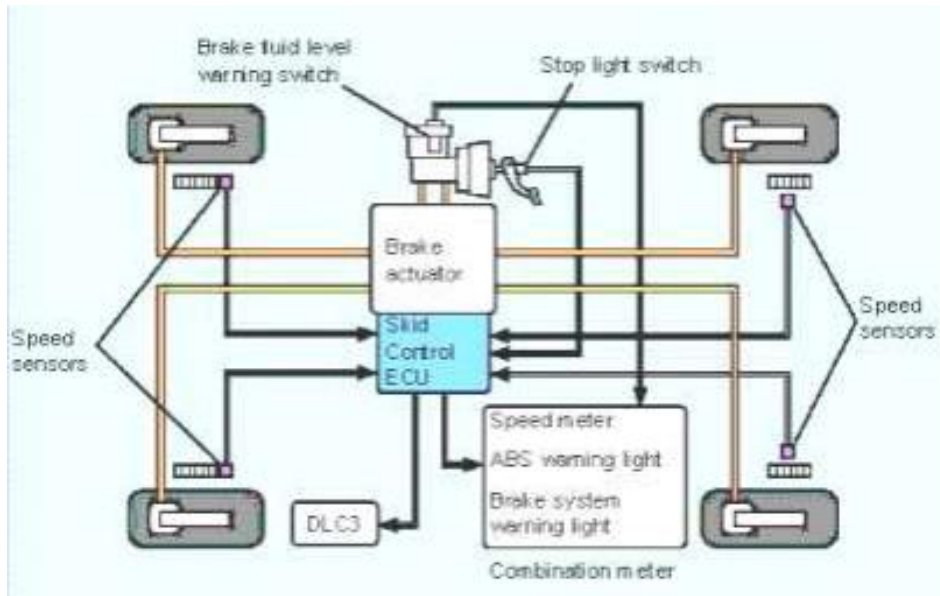 Brake fluid level
warning switch
Stop light switch
Brake
actuator
Speed
sensors
Speed
sensors
Skid
Control
ECU
Speed meter
ABS warning light
Brake system
warning light
DLC3
Combination meter